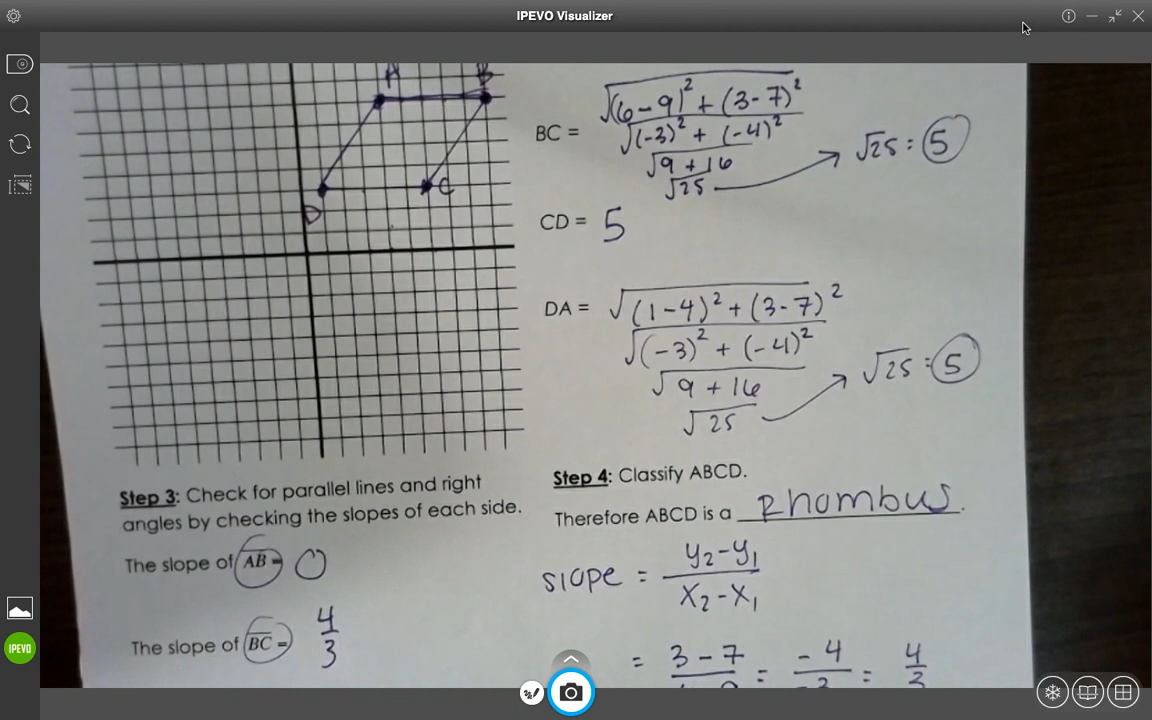 IPEVO Visualizer
A
B
C
D
BC =
√(6-9)² + (3-7)²
√(-3)² + (-4)²
√9 + 16
√25
√25 = 5
CD = 5
DA =
√(1-4)² + (3-7)²
√(-3)² + (-4)²
√9 + 16
√25
√25 = 5
Step 3: Check for parallel lines and right
angles by checking the slopes of each side.
The slope of AB = 0
The slope of BC = 4/3
Step 4: Classify ABCD.
Therefore ABCD is a Rhombus.
slope = y₂-y₁ / x₂-x₁
= 3-7
= -4
= 4/3
IPEVO